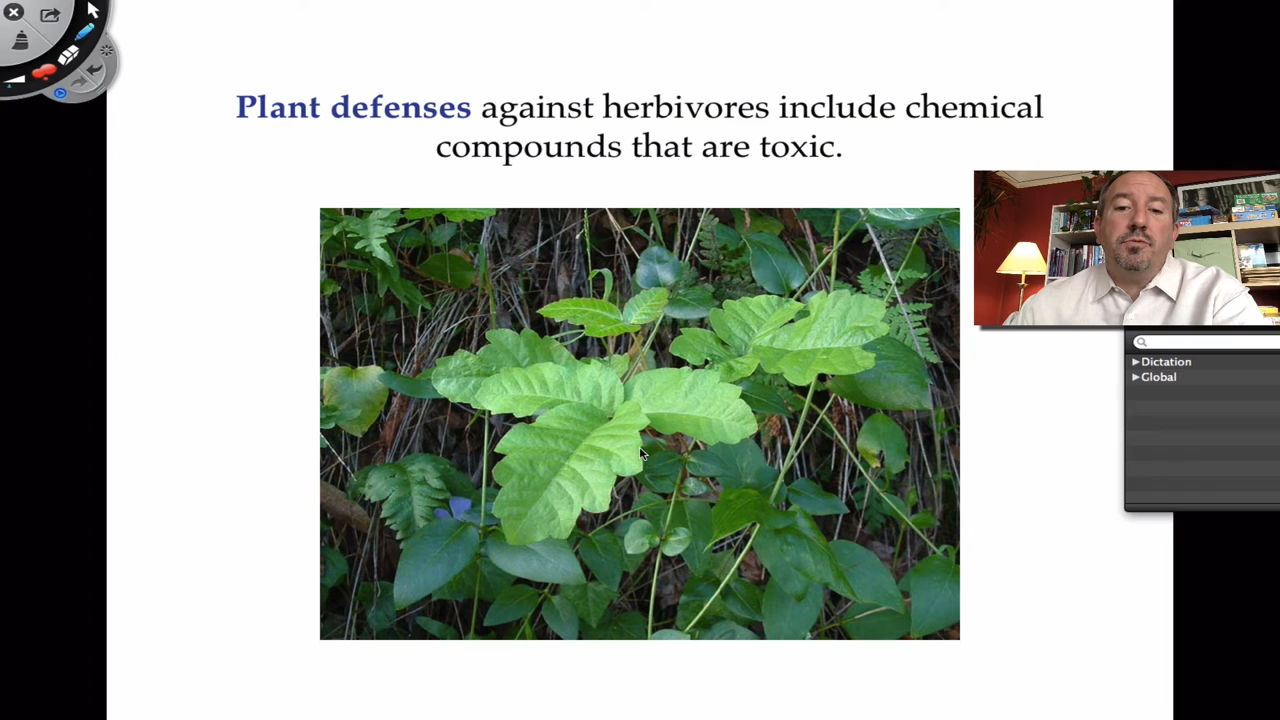 Plant defenses against herbivores include chemical
compounds that are toxic.
Dictation
Global